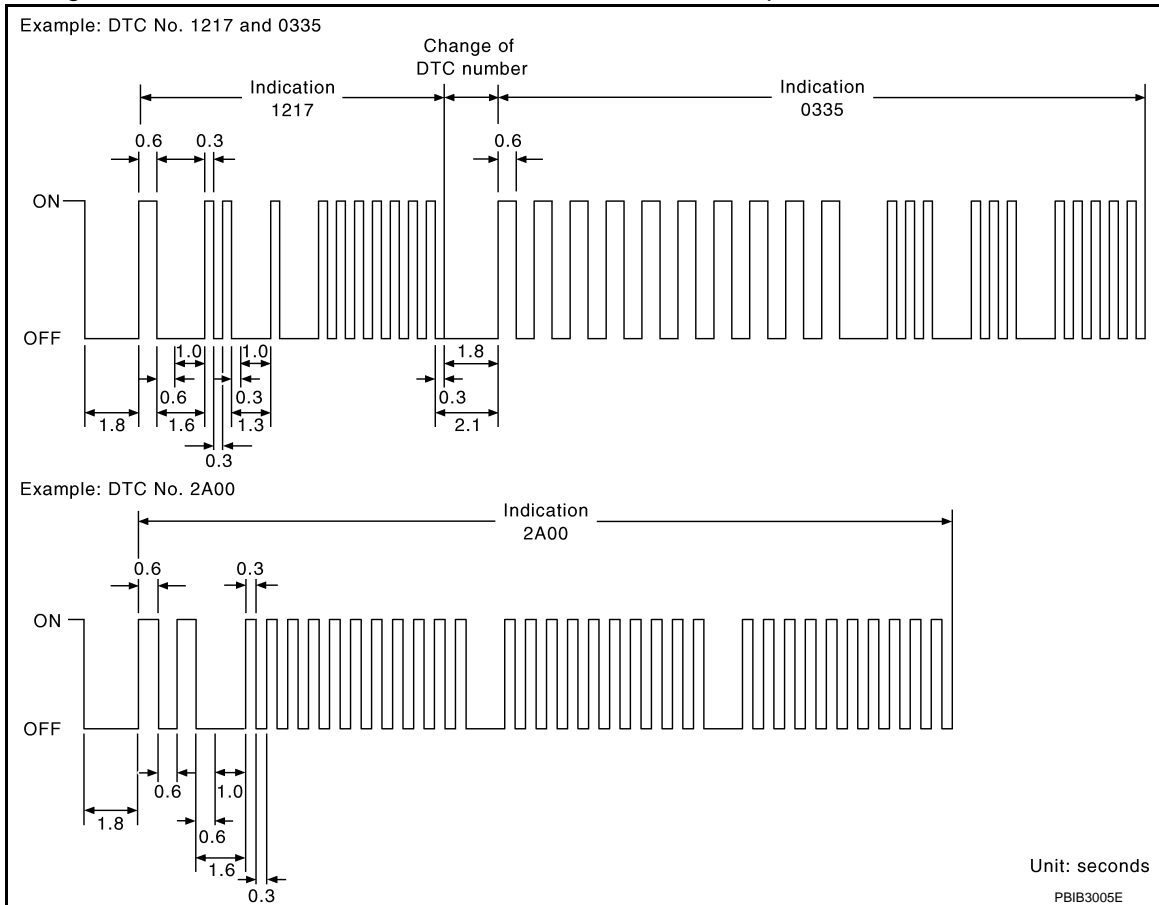 Example: DTC No. 1217 and 0335
Change of
DTC number
Indication
1217
Indication
0335
0.6
0.3
0.6
ON
OFF
1.0
1.0
1.8
0.6
0.3
0.3
1.8
1.6
1.3
2.1
0.3
Example: DTC No. 2A00
Indication
2A00
0.6
0.3
ON
OFF
0.6
1.0
1.8
0.6
1.6
0.3
Unit: seconds
PBIB3005E